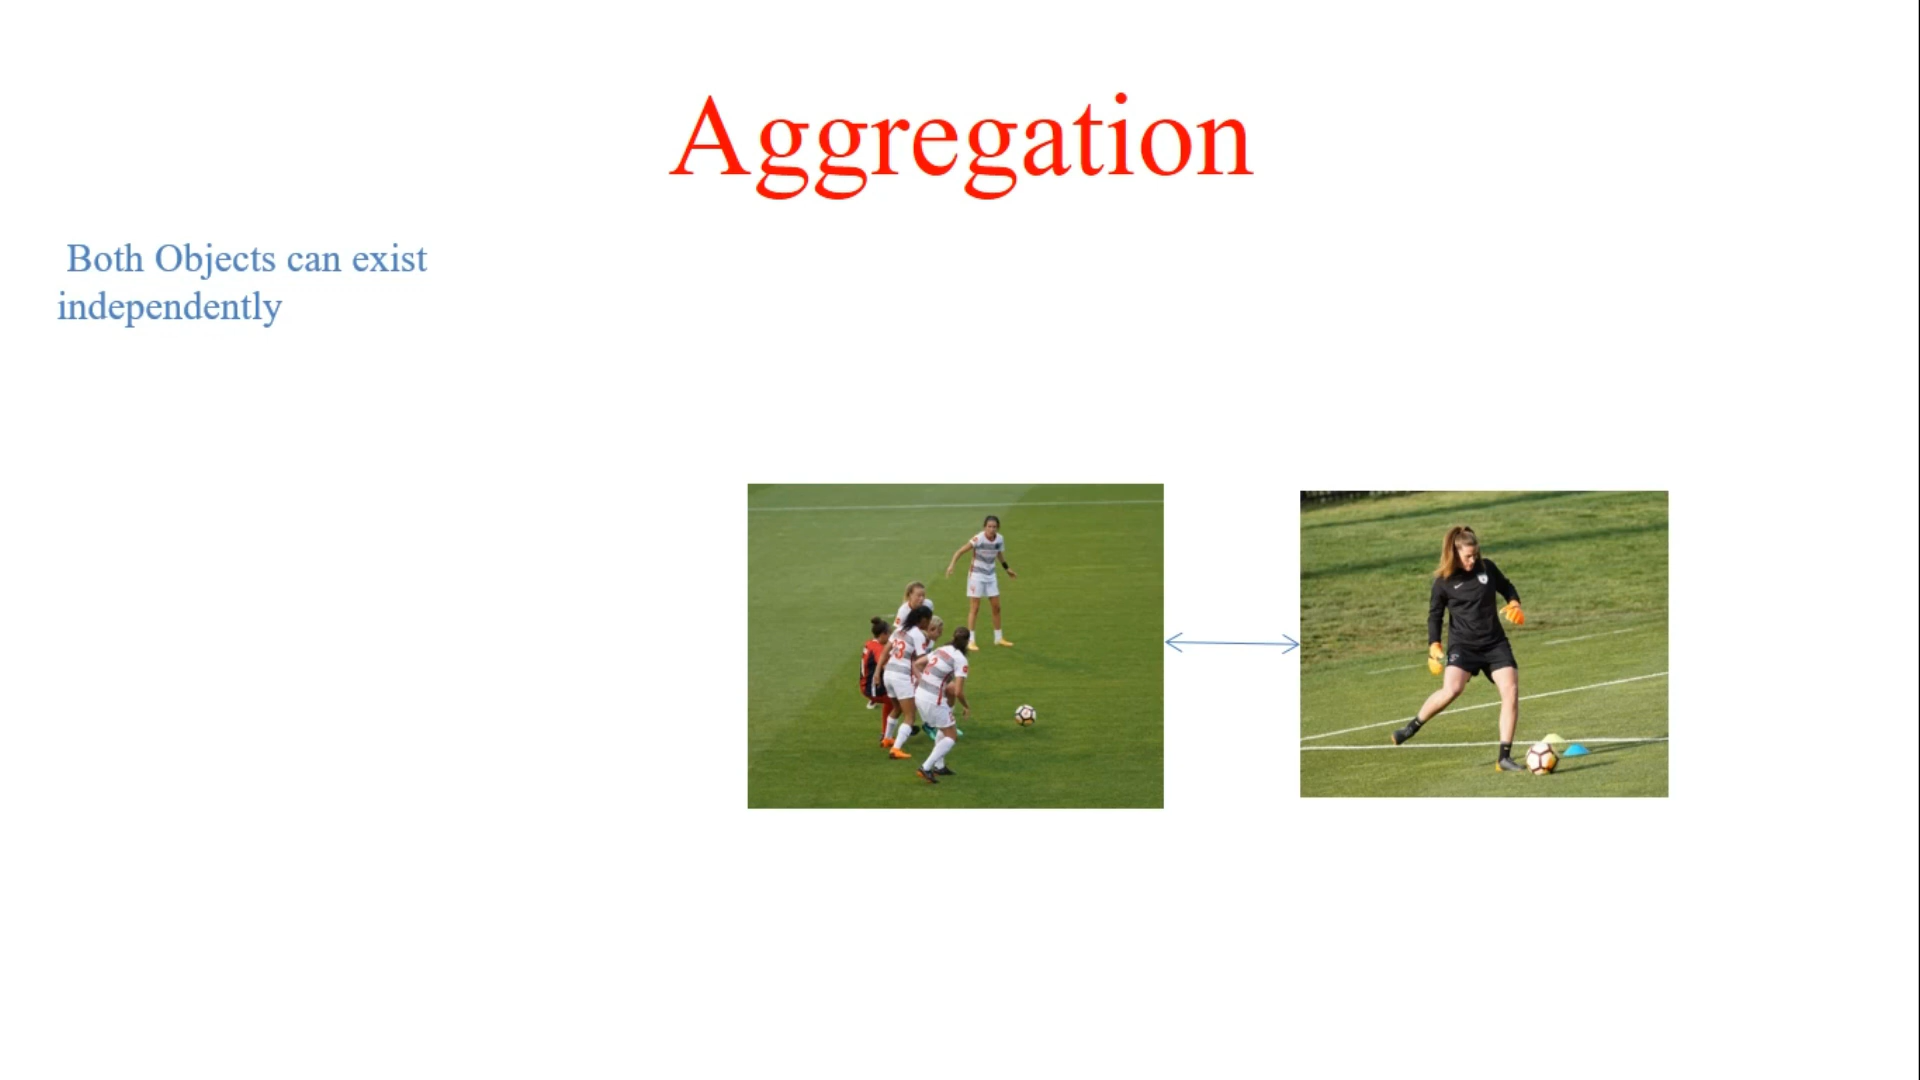 Aggregation
Both Objects can exist
independently